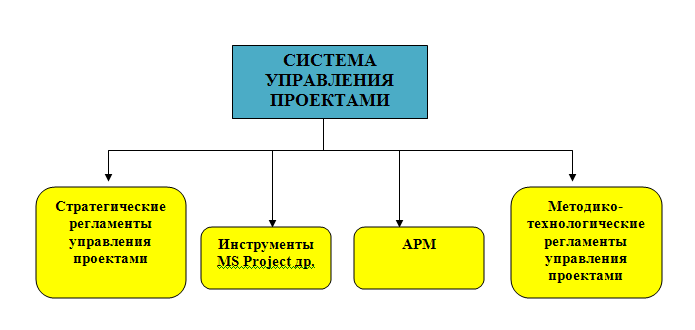 СИСТЕМА
УПРАВЛЕНИЯ
ПРОЕКТАМИ
Стратегические
регламенты
управления
проектами
Инструменты
MS Project др.
АРМ
Методико-
технологические
регламенты
управления
проектами